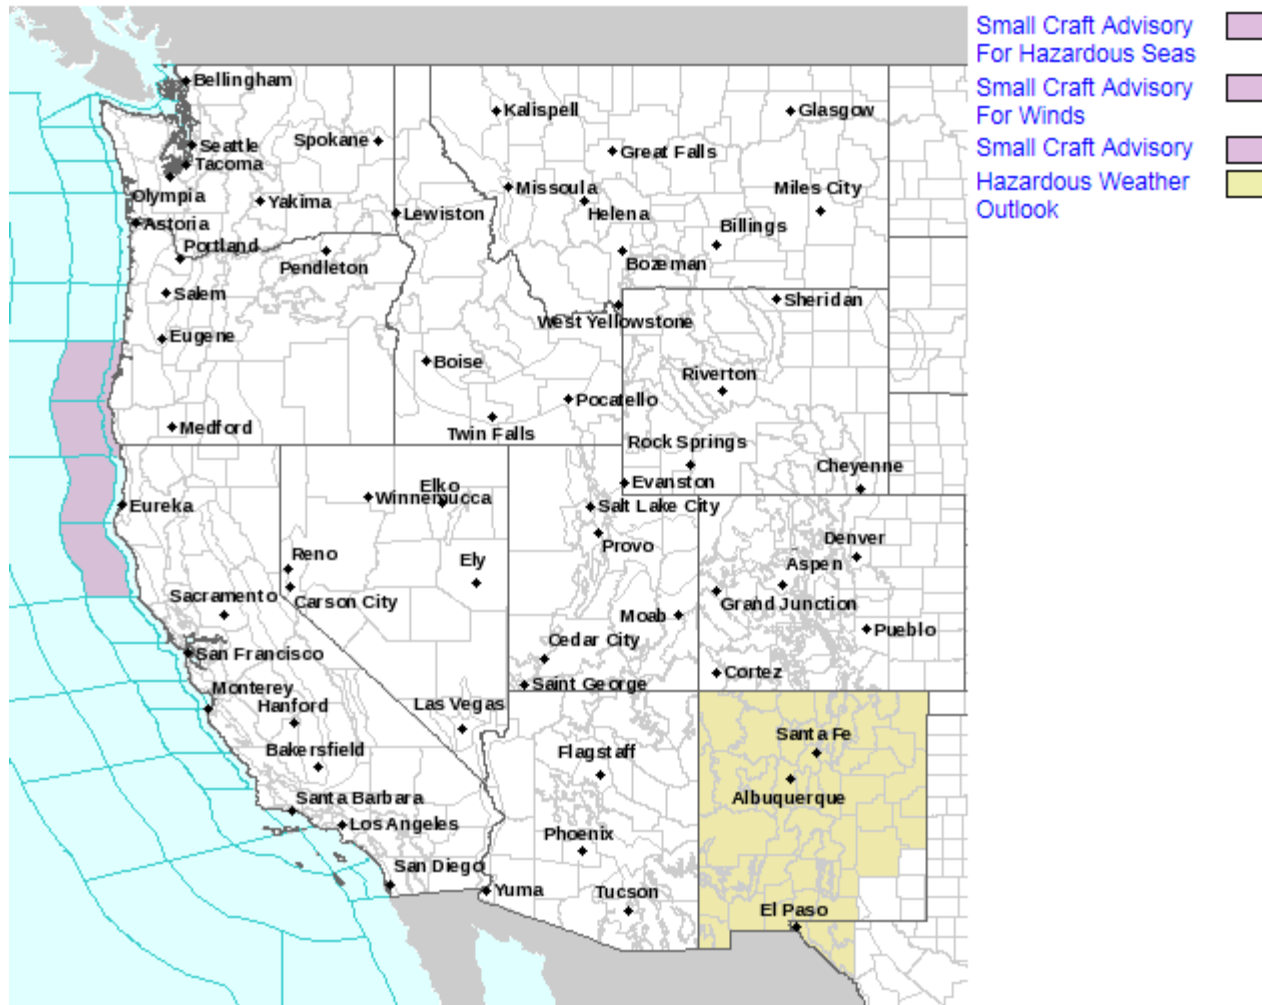 Small Craft Advisory
For Hazardous Seas
Small Craft Advisory
For Winds
Small Craft Advisory
Hazardous Weather
Outlook
Bellingham
Kalispell
Glasgow
Seattle
Spokane
Great Falls
Tacoma
Olympia
Yakima
Missoula
Helena
Miles City
Lewiston
Astoria
Portland
Pendleton
Billings
Bozeman
Salem
West Yellowstone
Sheridan
Eugene
Boise
Riverton
Pocatello
Medford
Twin Falls
Rock Springs
Cheyenne
Evanston
Elko
Winnemucca
Eureka
Salt Lake City
Provo
Denver
Reno
Ely
Aspen
Carson City
Sacramento
Grand Junction
Moab
Pueblo
Cedar City
San Francisco
Cortez
Saint George
Monterey
Hanford
Las Vegas
Bakersfield
Flagstaff
Santa Fe
Albuquerque
Santa Barbara
Los Angeles
Phoenix
San Diego
Yuma
Tucson
El Paso